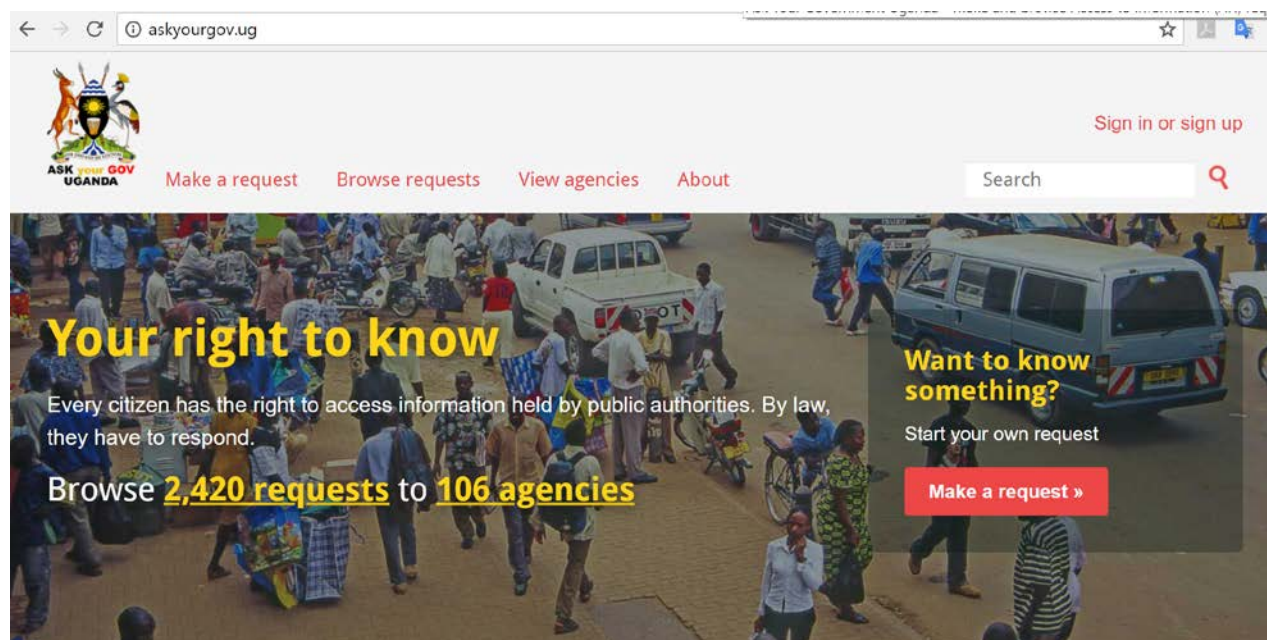 askyourgov.ug
Sign in or sign up
ASK your GOV
UGANDA
Make a request Browse requests View agencies About
Search
Your right to know
Every citizen has the right to access information held by public authorities. By law,
they have to respond.
Browse 2,420 requests to 106 agencies
Want to know
something?
Start your own request
Make a request »